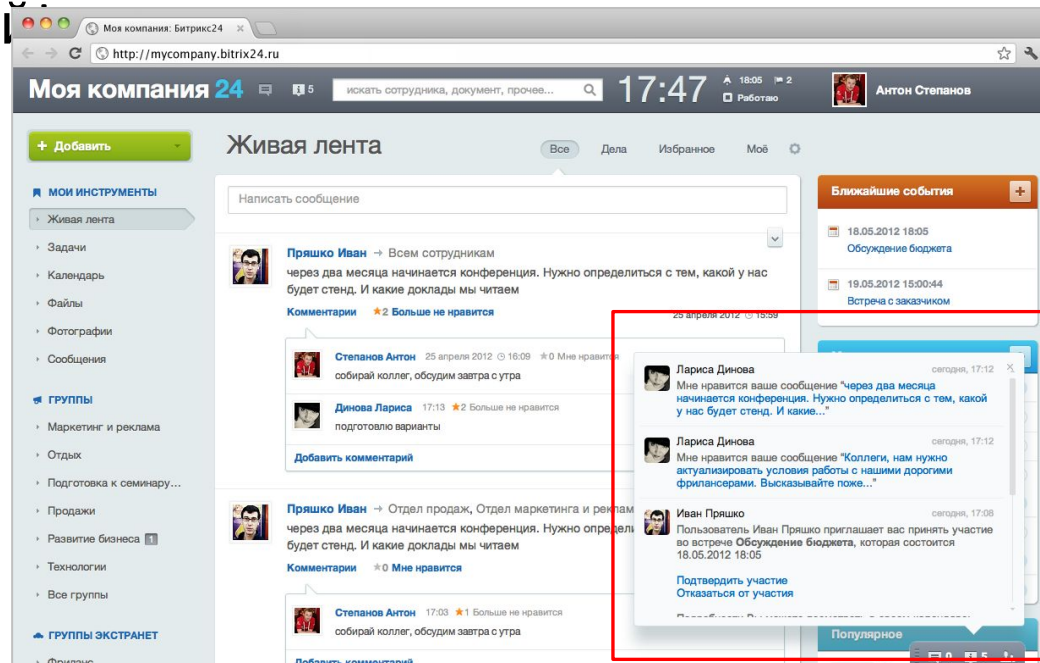 Моя компания: Битрикс24
http://mycompany.bitrix24.ru
Моя компания 24
5
искать сотрудника, документ, прочее...
17:47
18:05
2
Работаю
Антон Степанов
+ Добавить
Живая лента
Все
Дела
Избранное
Моё
МОИ ИНСТРУМЕНТЫ
Живая лента
Задачи
Календарь
Файлы
Фотографии
Сообщения
ГРУППЫ
Маркетинг и реклама
Отдых
Подготовка к семинару...
Продажи
Развитие бизнеса 1
Технологии
Все группы
ГРУППЫ ЭКСТРАНЕТ
Фриланс
Написать сообщение
Пряшко Иван → Всем сотрудникам
через два месяца начинается конференция. Нужно определиться с тем, какой у нас
будет стенд. И какие доклады мы читаем
Комментарии ★2 Больше не нравится
25 апреля 2012 15:59
Степанов Антон 25 апреля 2012 16:09 ★0 Мне нравится
собирай коллег, обсудим завтра с утра
Динова Лариса 17:13 ★2 Больше не нравится
подготовлю варианты
Добавить комментарий
Пряшко Иван → Отдел продаж, Отдел маркетинга и реклам
через два месяца начинается конференция. Нужно определи
будет стенд. И какие доклады мы читаем
Комментарии ★0 Мне нравится
Степанов Антон 17:03 ★1 Больше не нравится
собирай коллег, обсудим завтра с утра
Добавить комментарий
Ближайшие события
18.05.2012 18:05
Обсуждение бюджета
19.05.2012 15:00:44
Встреча с заказчиком
Лариса Динова
сегодня, 17:12
Мне нравится ваше сообщение "через два месяца
начинается конференция. Нужно определиться с тем, какой
у нас будет стенд. И какие..."
Лариса Динова
сегодня, 17:12
Мне нравится ваше сообщение "Коллеги, нам нужно
актуализировать условия работы с нашими дорогими
фрилансерами. Высказывайте поже..."
Иван Пряшко
сегодня, 17:08
Пользователь Иван Пряшко приглашает вас принять участие
во встрече Обсуждение бюджета, которая состоится
18.05.2012 18:05
Подтвердить участие
Отказаться от участия
Популярное
0
5